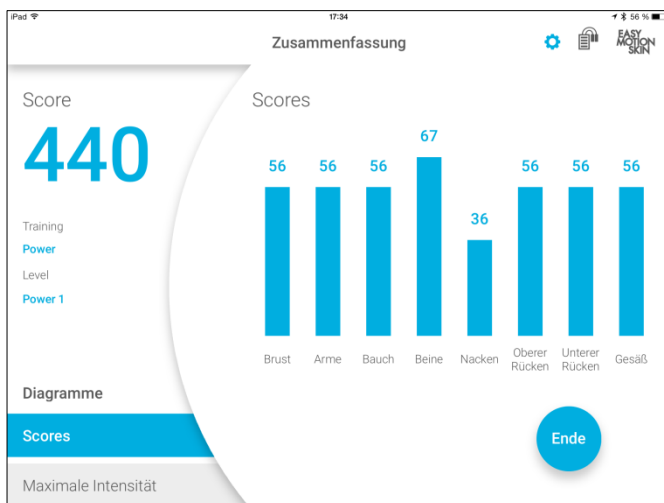 iPad 17:34 56 %
Zusammenfassung
EASY
MOTION
SKIN
Score
440
Training
Power
Level
Power 1
Diagramme
Scores
Maximale Intensität
Scores
56 56 56 67 36 56 56 56
Brust Arme Bauch Beine Nacken Oberer Rücken Unterer Rücken Gesäß
Ende